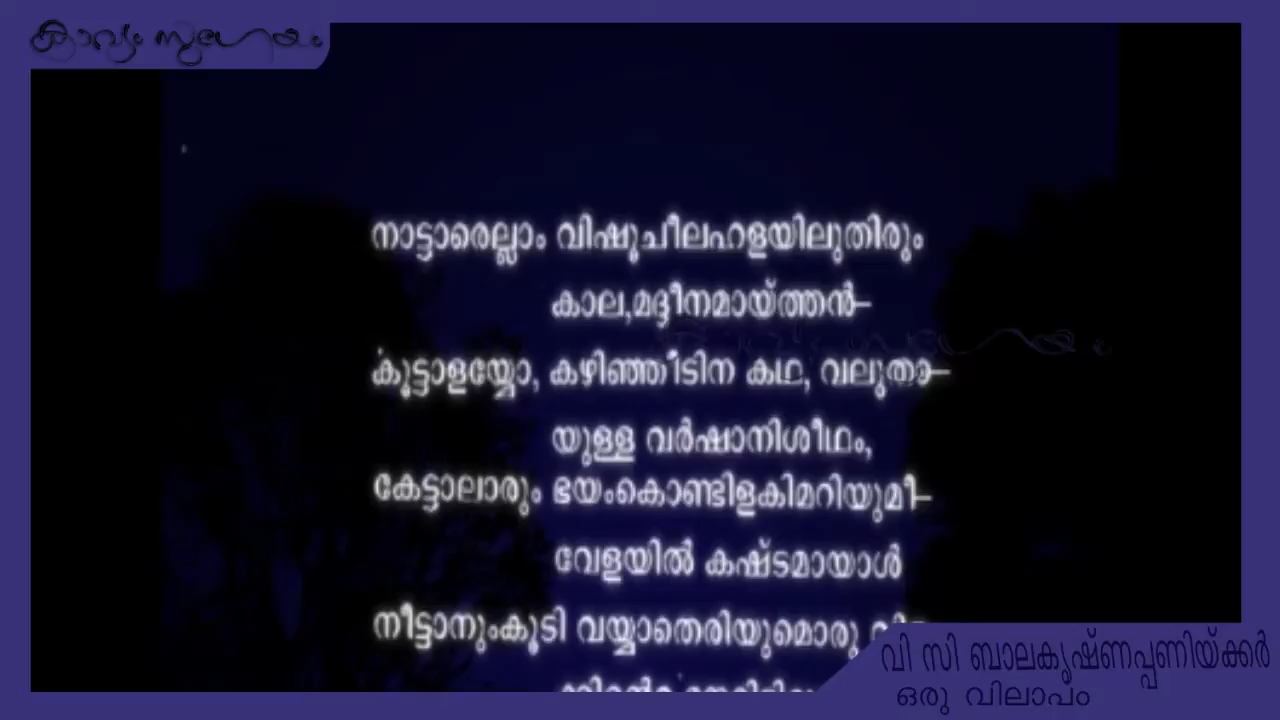 കാവ്യം സുഗേയം
നാട്ടാരെല്ലാം വിഷൂചീലഹളയിലുതിരും
കാല,മദ്ദീനമായ്ത്തൻ–
കൂട്ടാളയ്യോ, കഴിഞ്ഞീടിന കഥ, വലുതാ–
യുള്ള വർഷാനിശീഥം,
കേട്ടാലാരും ഭയംകൊണ്ടിളകിമറിയുമീ–
വേളയിൽ കഷ്ടമായാൾ
നീട്ടാനുംകൂടി വയ്യാതെരിയുമൊരു
വി സി ബാലകൃഷ്ണപ്പണിയ്ക്കർ
ഒരു വിലാപം